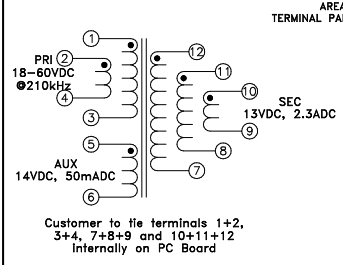 AREA
TERMINAL PA
1
PRI 2
18-60VDC
@210kHz
4
3
5
AUX
14VDC, 50mADC
6
12
11
10
SEC
13VDC, 2.3ADC
9
8
7
Customer to tie terminals 1+2,
3+4, 7+8+9 and 10+11+12
internally on PC Board